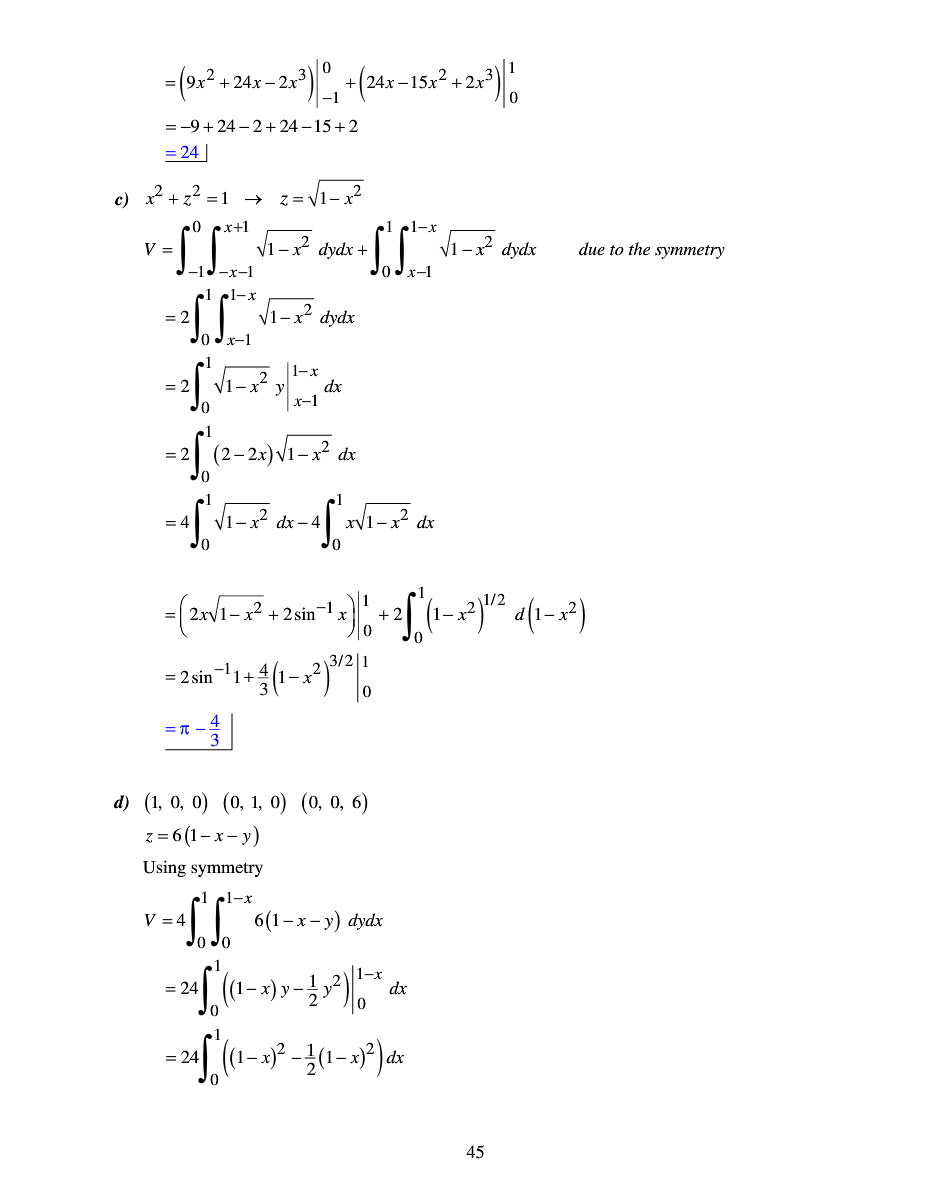 = (9x² + 24x − 2x³)|₋₁⁰ + (24x − 15x² + 2x³)|₀¹
= −9 + 24 − 2 + 24 − 15 + 2
= 24
c) x² + z² = 1 → z = √(1 − x²)
V = ∫₋₁⁰ ∫₋ₓ₋₁ˣ⁺¹ √(1 − x²) dydx + ∫₀¹ ∫ₓ₋₁¹⁻ˣ √(1 − x²) dydx due to the symmetry
= 2 ∫₀¹ ∫ₓ₋₁¹⁻ˣ √(1 − x²) dydx
= 2 ∫₀¹ √(1 − x²) y|ₓ₋₁¹⁻ˣ dx
= 2 ∫₀¹ (2 − 2x)√(1 − x²) dx
= 4 ∫₀¹ √(1 − x²) dx − 4 ∫₀¹ x√(1 − x²) dx
= (2x√(1 − x²) + 2 sin⁻¹ x)|₀¹ + 2 ∫₀¹ (1 − x²)^1/2 d(1 − x²)
= 2 sin⁻¹ 1 + 4/3 (1 − x²)^3/2|₀¹
= π − 4/3
d) (1, 0, 0) (0, 1, 0) (0, 0, 6)
z = 6(1 − x − y)
Using symmetry
V = 4 ∫₀¹ ∫₀¹⁻ˣ 6(1 − x − y) dydx
= 24 ∫₀¹ ((1 − x) y − 1/2 y²)|₀¹⁻ˣ dx
= 24 ∫₀¹ ((1 − x)² − 1/2 (1 − x)²) dx
45